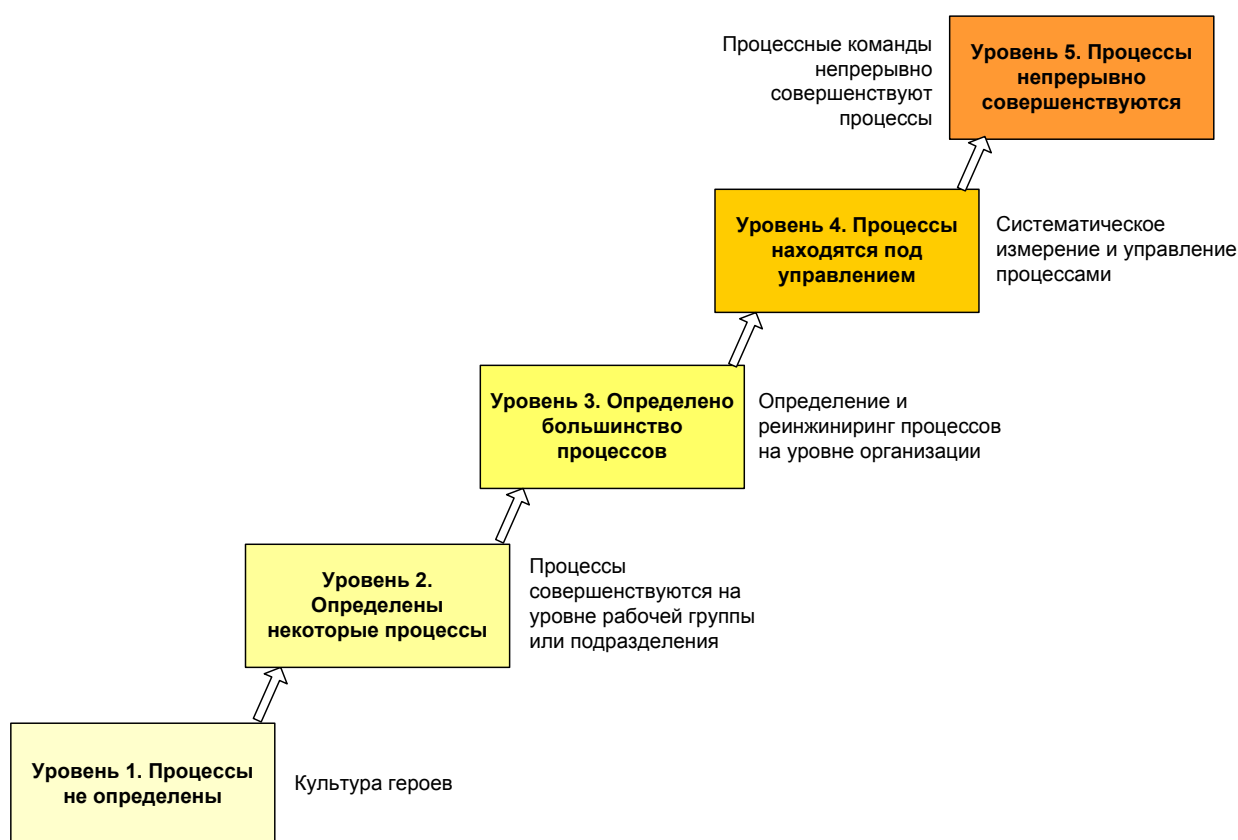 Процессные команды
непрерывно
совершенствуют
процессы
Уровень 5. Процессы
непрерывно
совершенствуются
Уровень 4. Процессы
находятся под
управлением
Систематическое
измерение и управление
процессами
Уровень 3. Определено
большинство
процессов
Определение и
реинжиниринг процессов
на уровне организации
Уровень 2.
Определены
некоторые процессы
Процессы
совершенствуются на
уровне рабочей группы
или подразделения
Уровень 1. Процессы
не определены
Культура героев